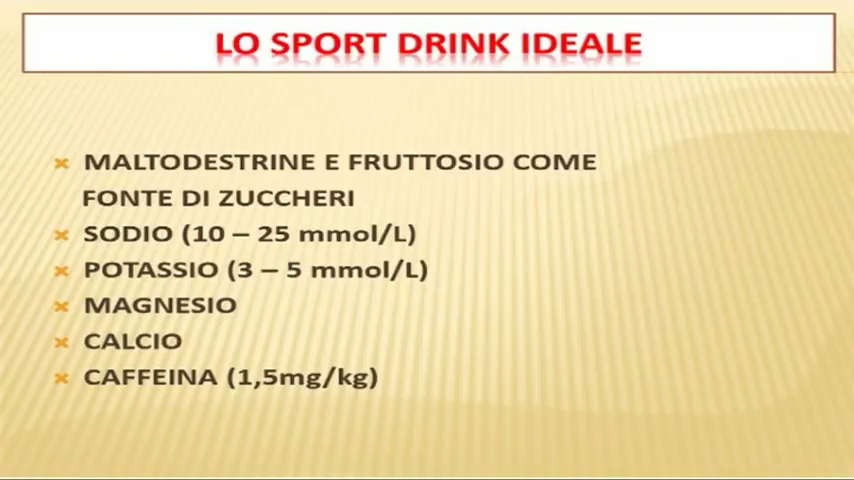 LO SPORT DRINK IDEALE
MALTODESTRINE E FRUTTOSIO COME
FONTE DI ZUCCHERI
SODIO (10 – 25 mmol/L)
POTASSIO (3 – 5 mmol/L)
MAGNESIO
CALCIO
CAFFEINA (1,5mg/kg)